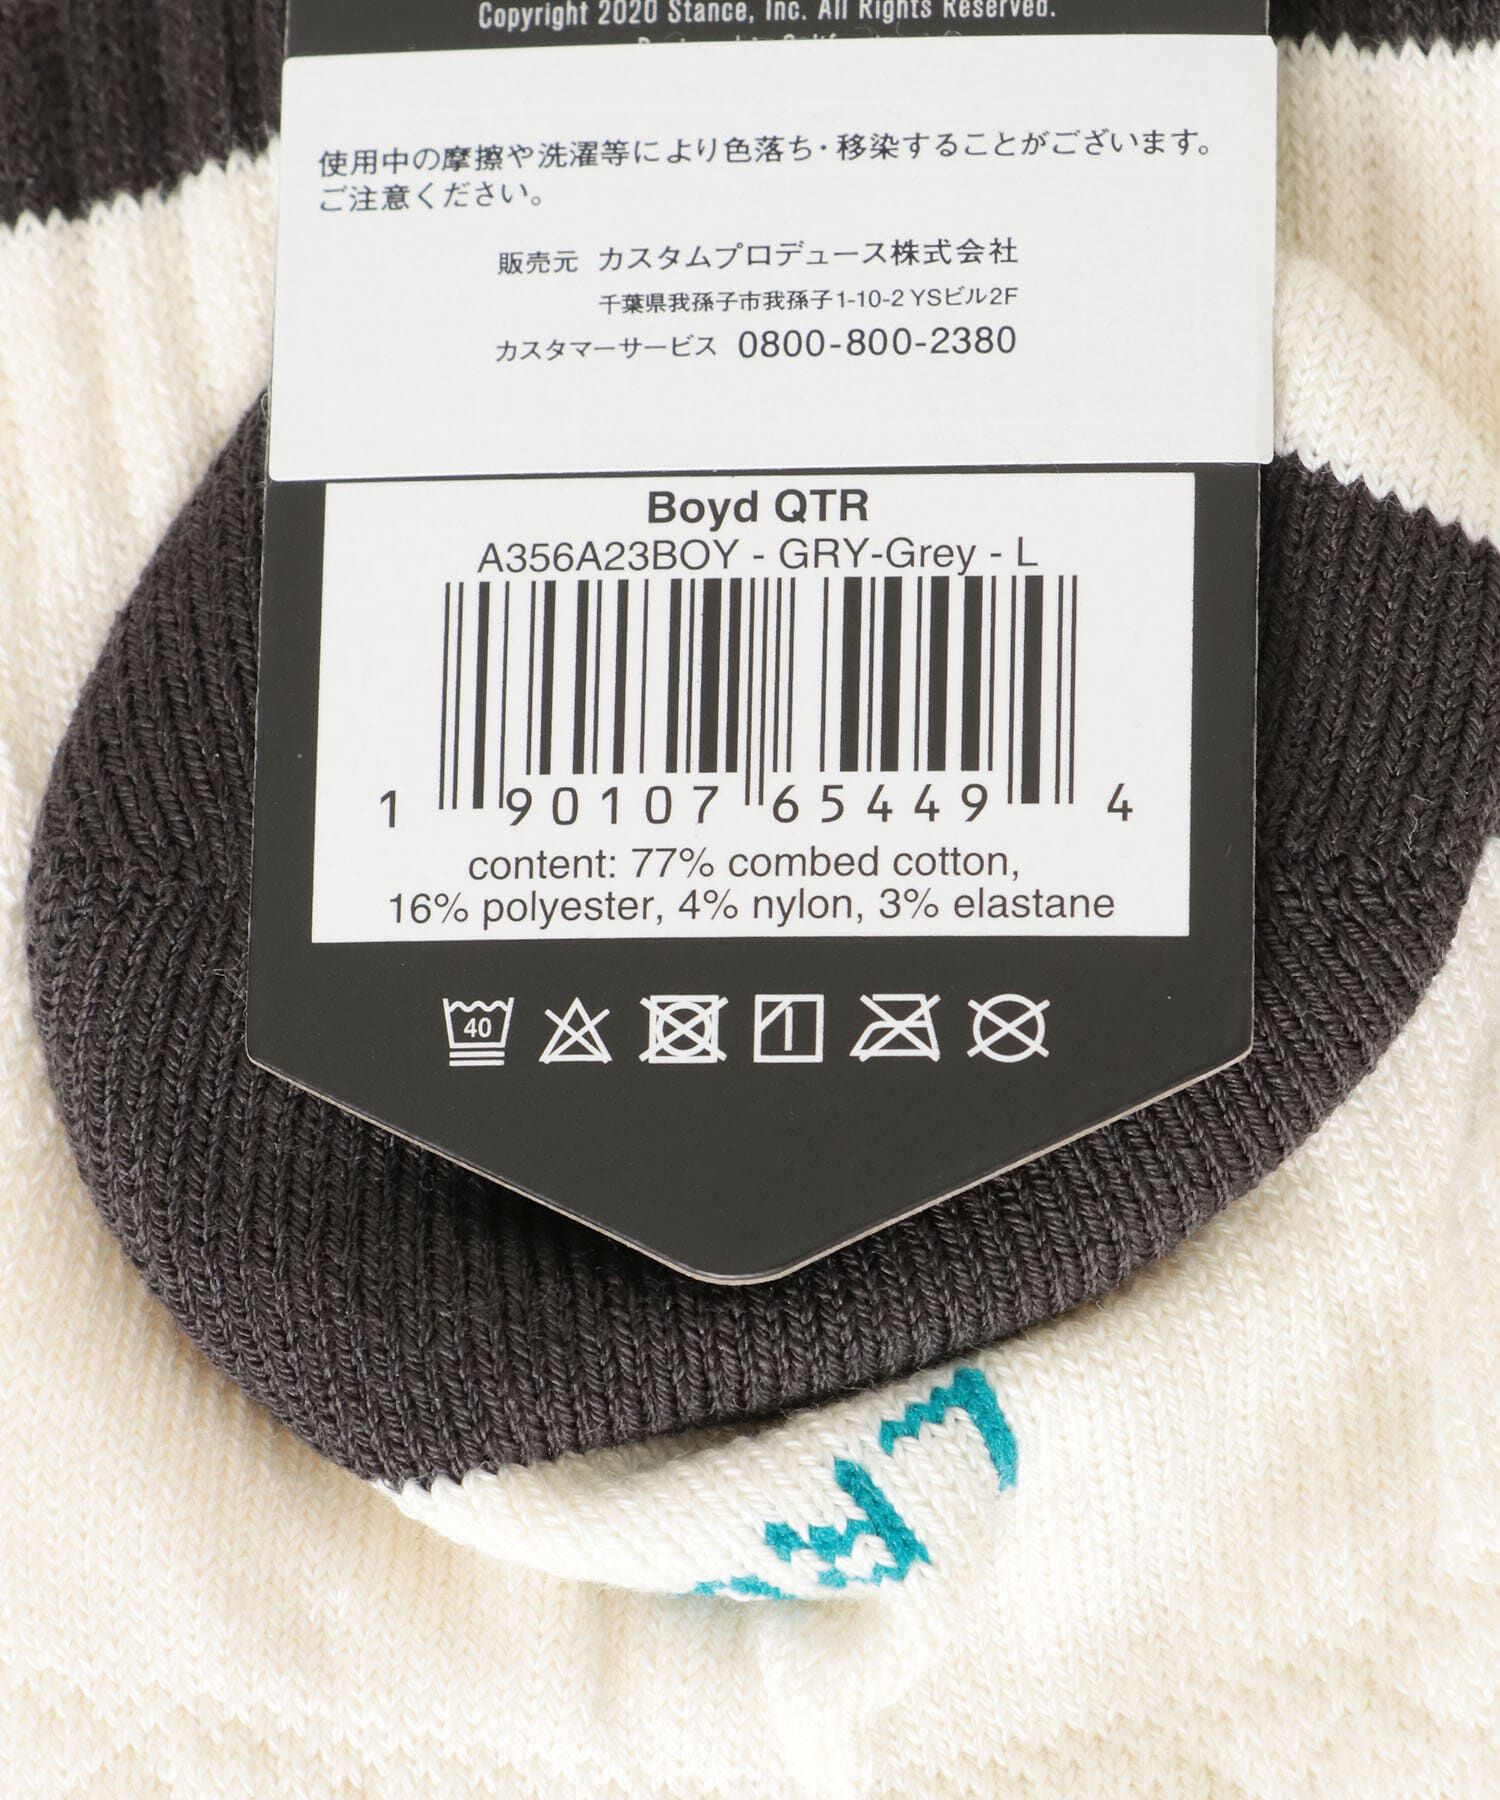 Copyright 2020 Stance, Inc. All Rights Reserved.
使用中の摩擦や洗濯等により色落ち・移染することがございます。
ご注意ください。
販売元 カスタムプロデュース株式会社
千葉県我孫子市我孫子1-10-2 YSビル2F
カスタマーサービス 0800-800-2380
Boyd QTR
A356A23BOY - GRY-Grey - L
1 90107 65449 4
content: 77% combed cotton,
16% polyester, 4% nylon, 3% elastane
40